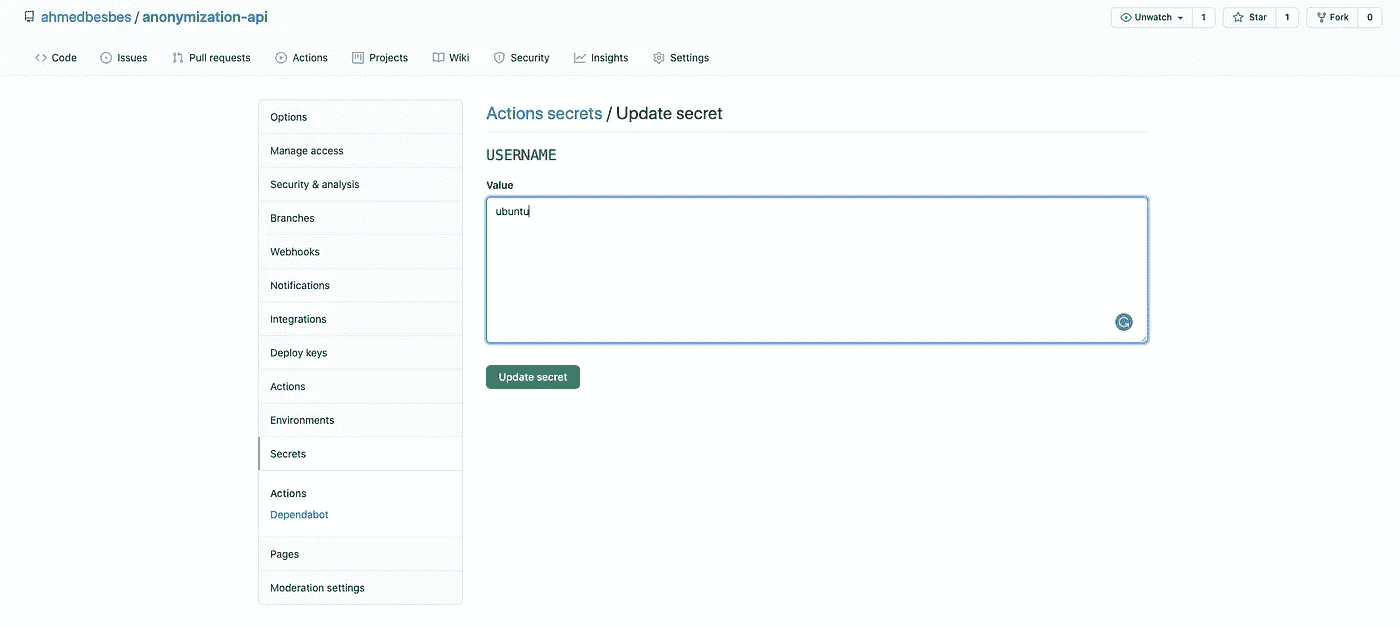 ahmedbesbes / anonymization-api
Unwatch 1 Star 1 Fork 0
Code Issues Pull requests Actions Projects Wiki Security Insights Settings
Options
Manage access
Security & analysis
Branches
Webhooks
Notifications
Integrations
Deploy keys
Actions
Environments
Secrets
Actions
Dependabot
Pages
Moderation settings
Actions secrets / Update secret
USERNAME
Value
ubuntu
Update secret